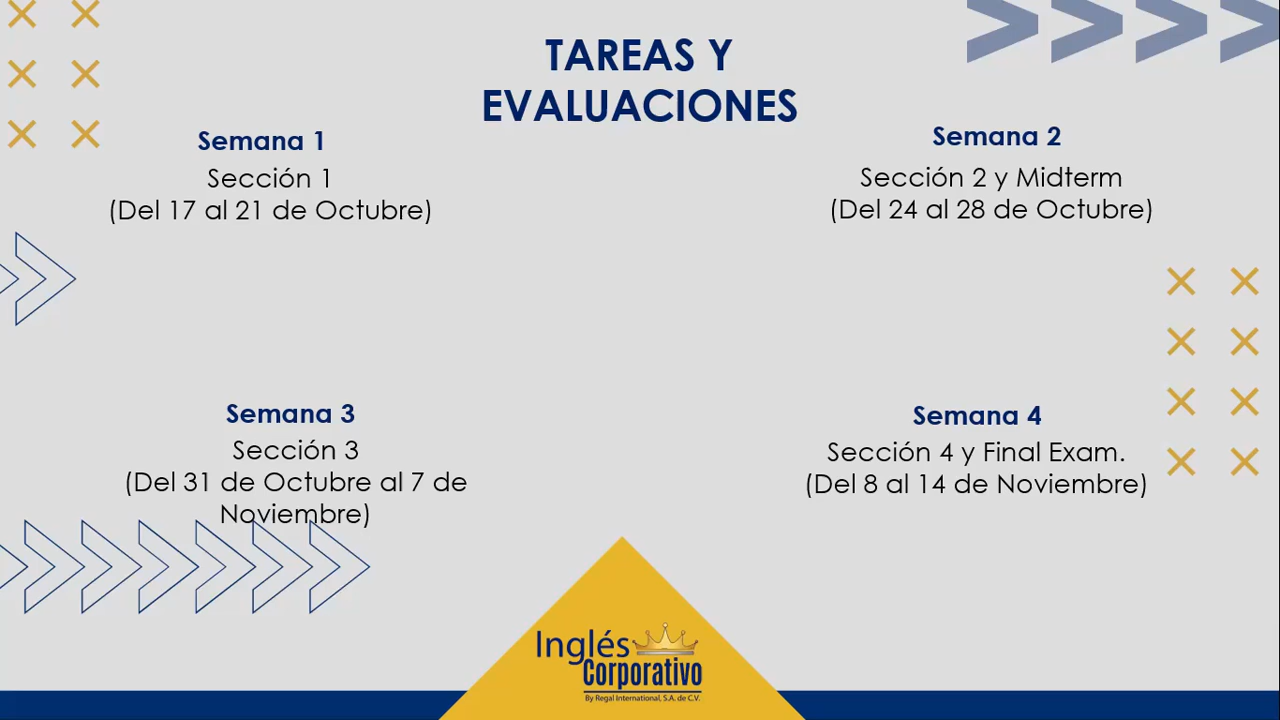 TAREAS Y
EVALUACIONES
Semana 1
Sección 1
(Del 17 al 21 de Octubre)
Semana 2
Sección 2 y Midterm
(Del 24 al 28 de Octubre)
Semana 3
Sección 3
(Del 31 de Octubre al 7 de
Noviembre)
Semana 4
Sección 4 y Final Exam.
(Del 8 al 14 de Noviembre)
Inglés
Corporativo
By Regal International, S.A. de C.V.